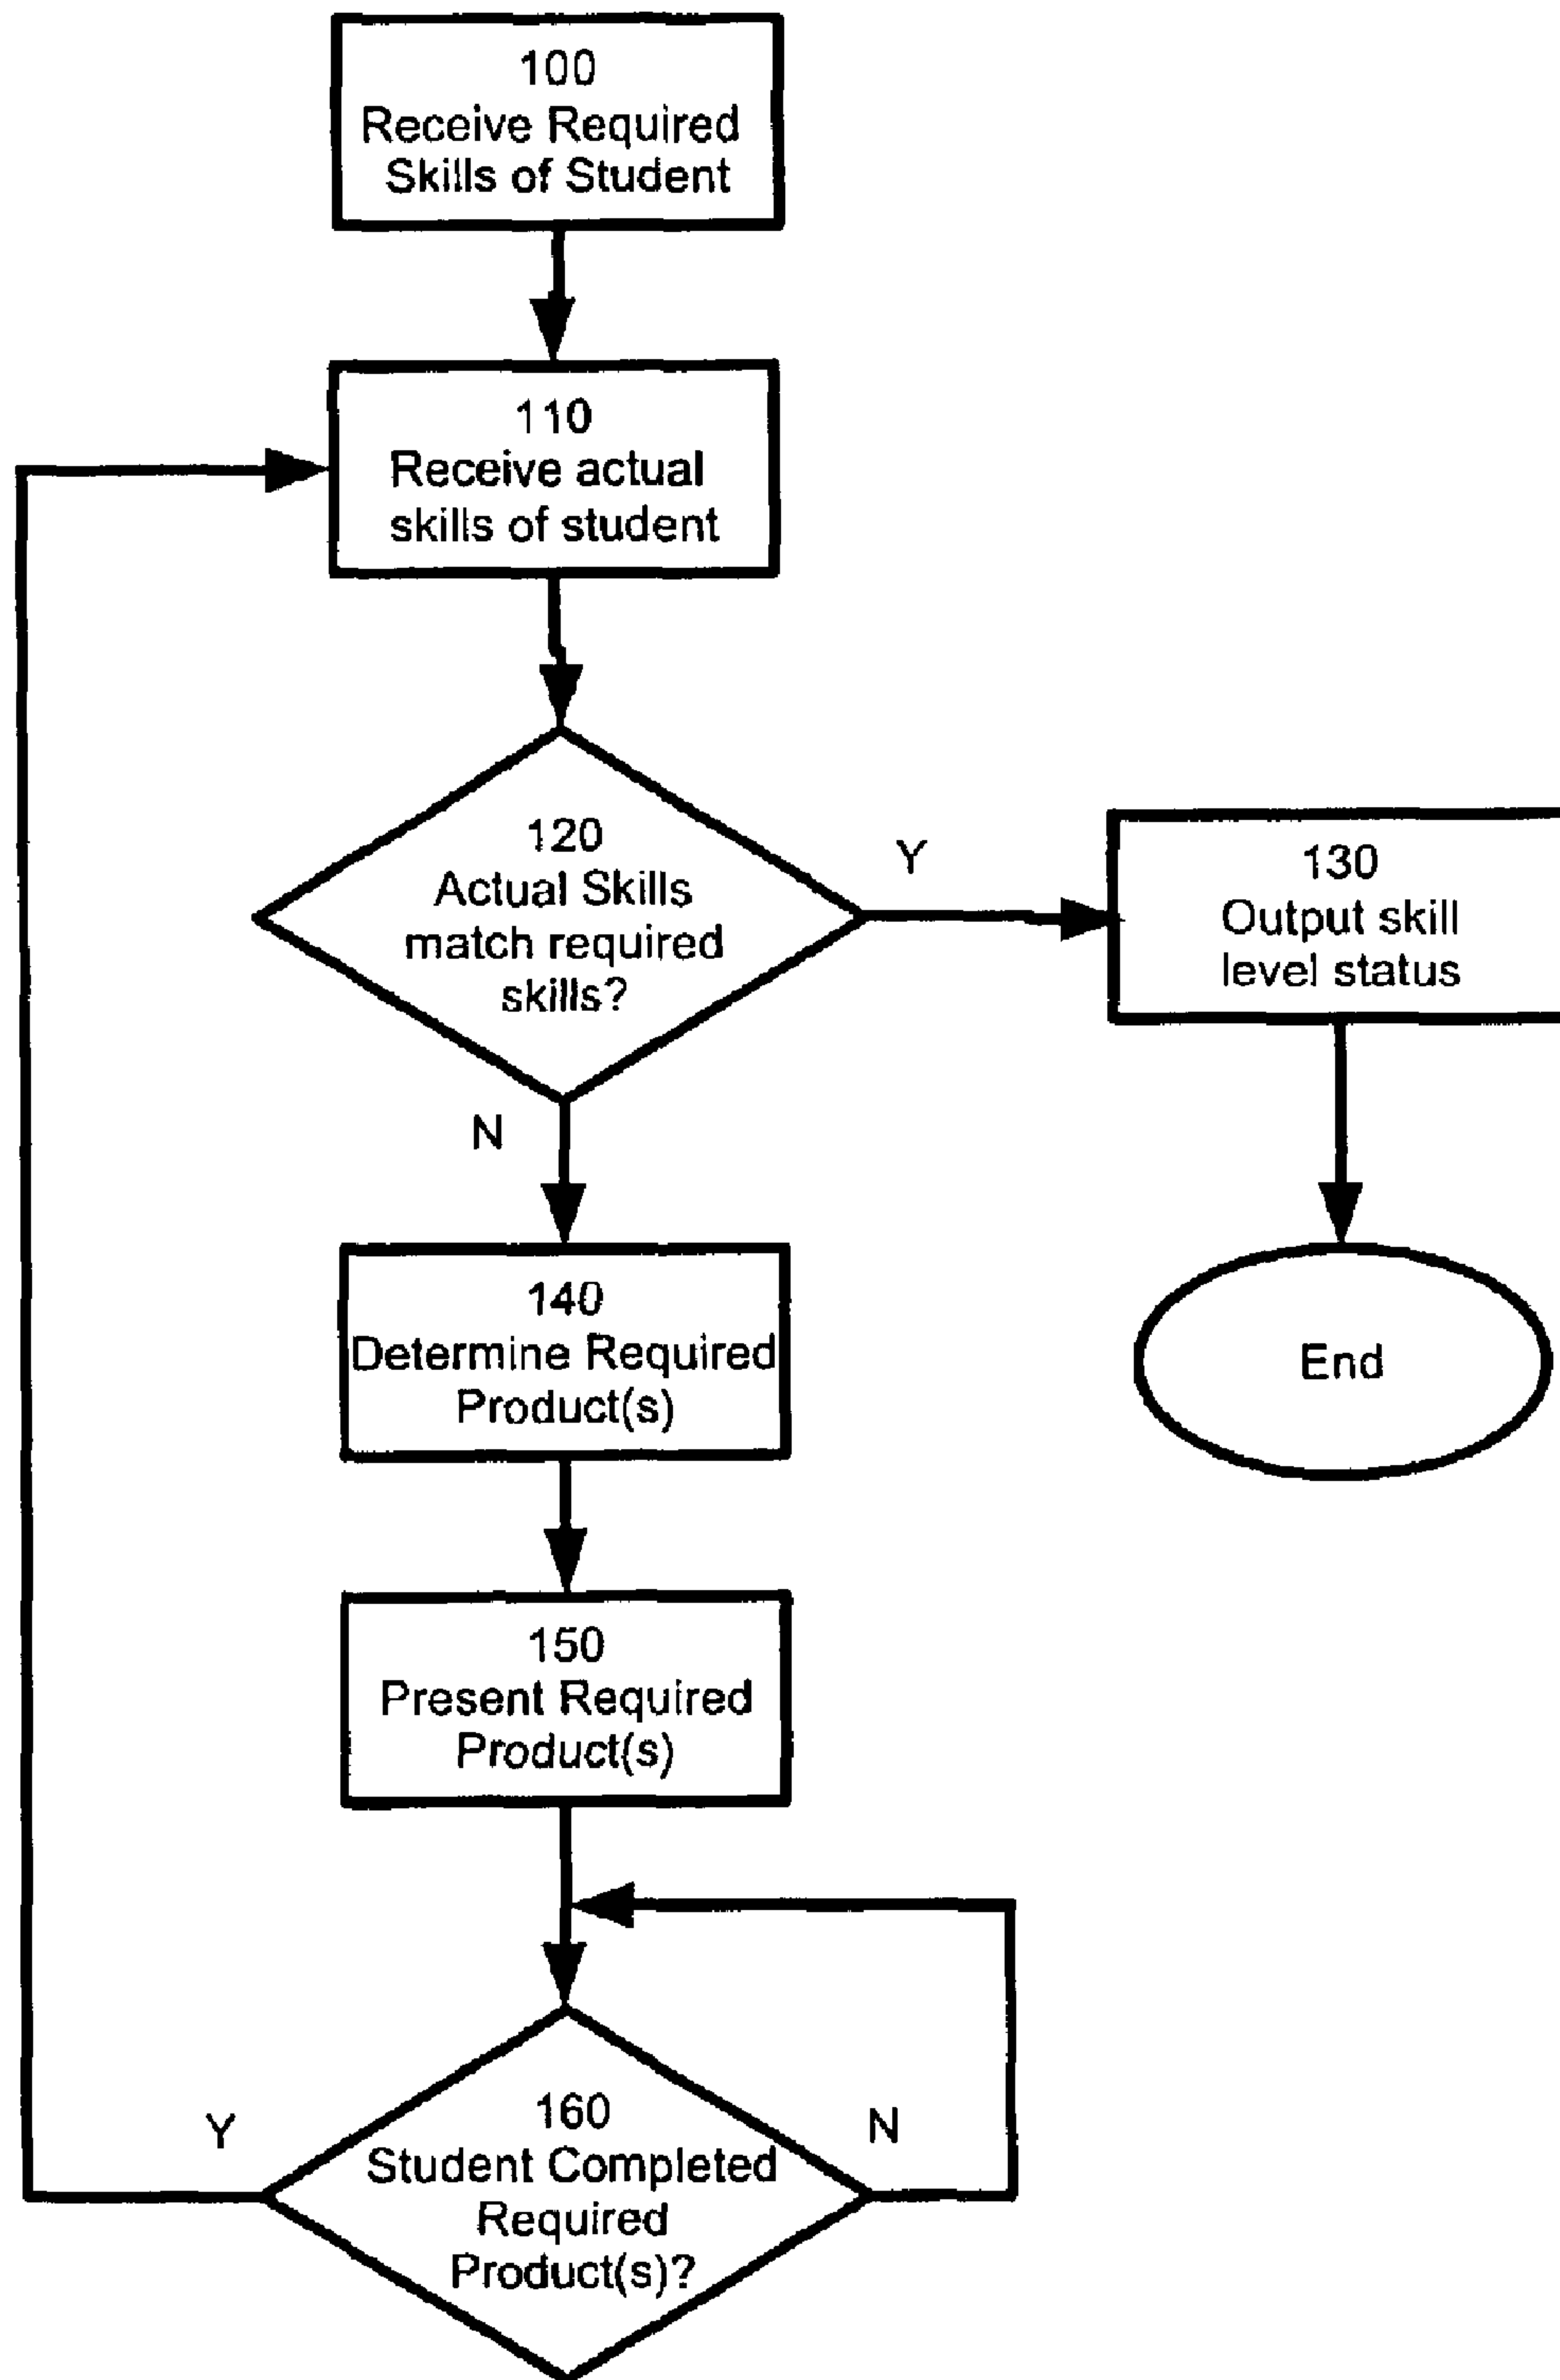 100
Receive Required
Skills of Student
110
Receive actual
skills of student
120
Actual Skills
match required
skills?
Y
130
Output skill
level status
N
140
Determine Required
Product(s)
End
150
Present Required
Product(s)
160
Student Completed
Required
Product(s)?
Y
N